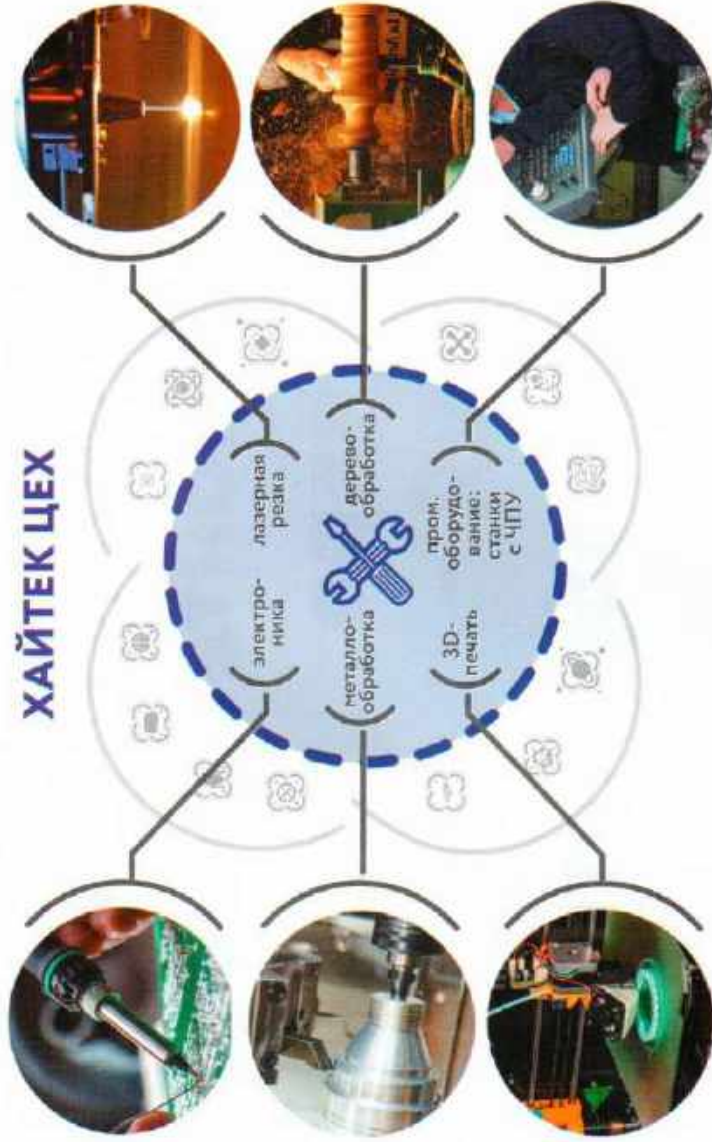 ХАЙТЕК ЦЕХ
электро-
ника
лазерная
резка
металло-
обработка
дерево-
обработка
3D-
печать
пром.
оборудо-
вание:
станки
с ЧПУ